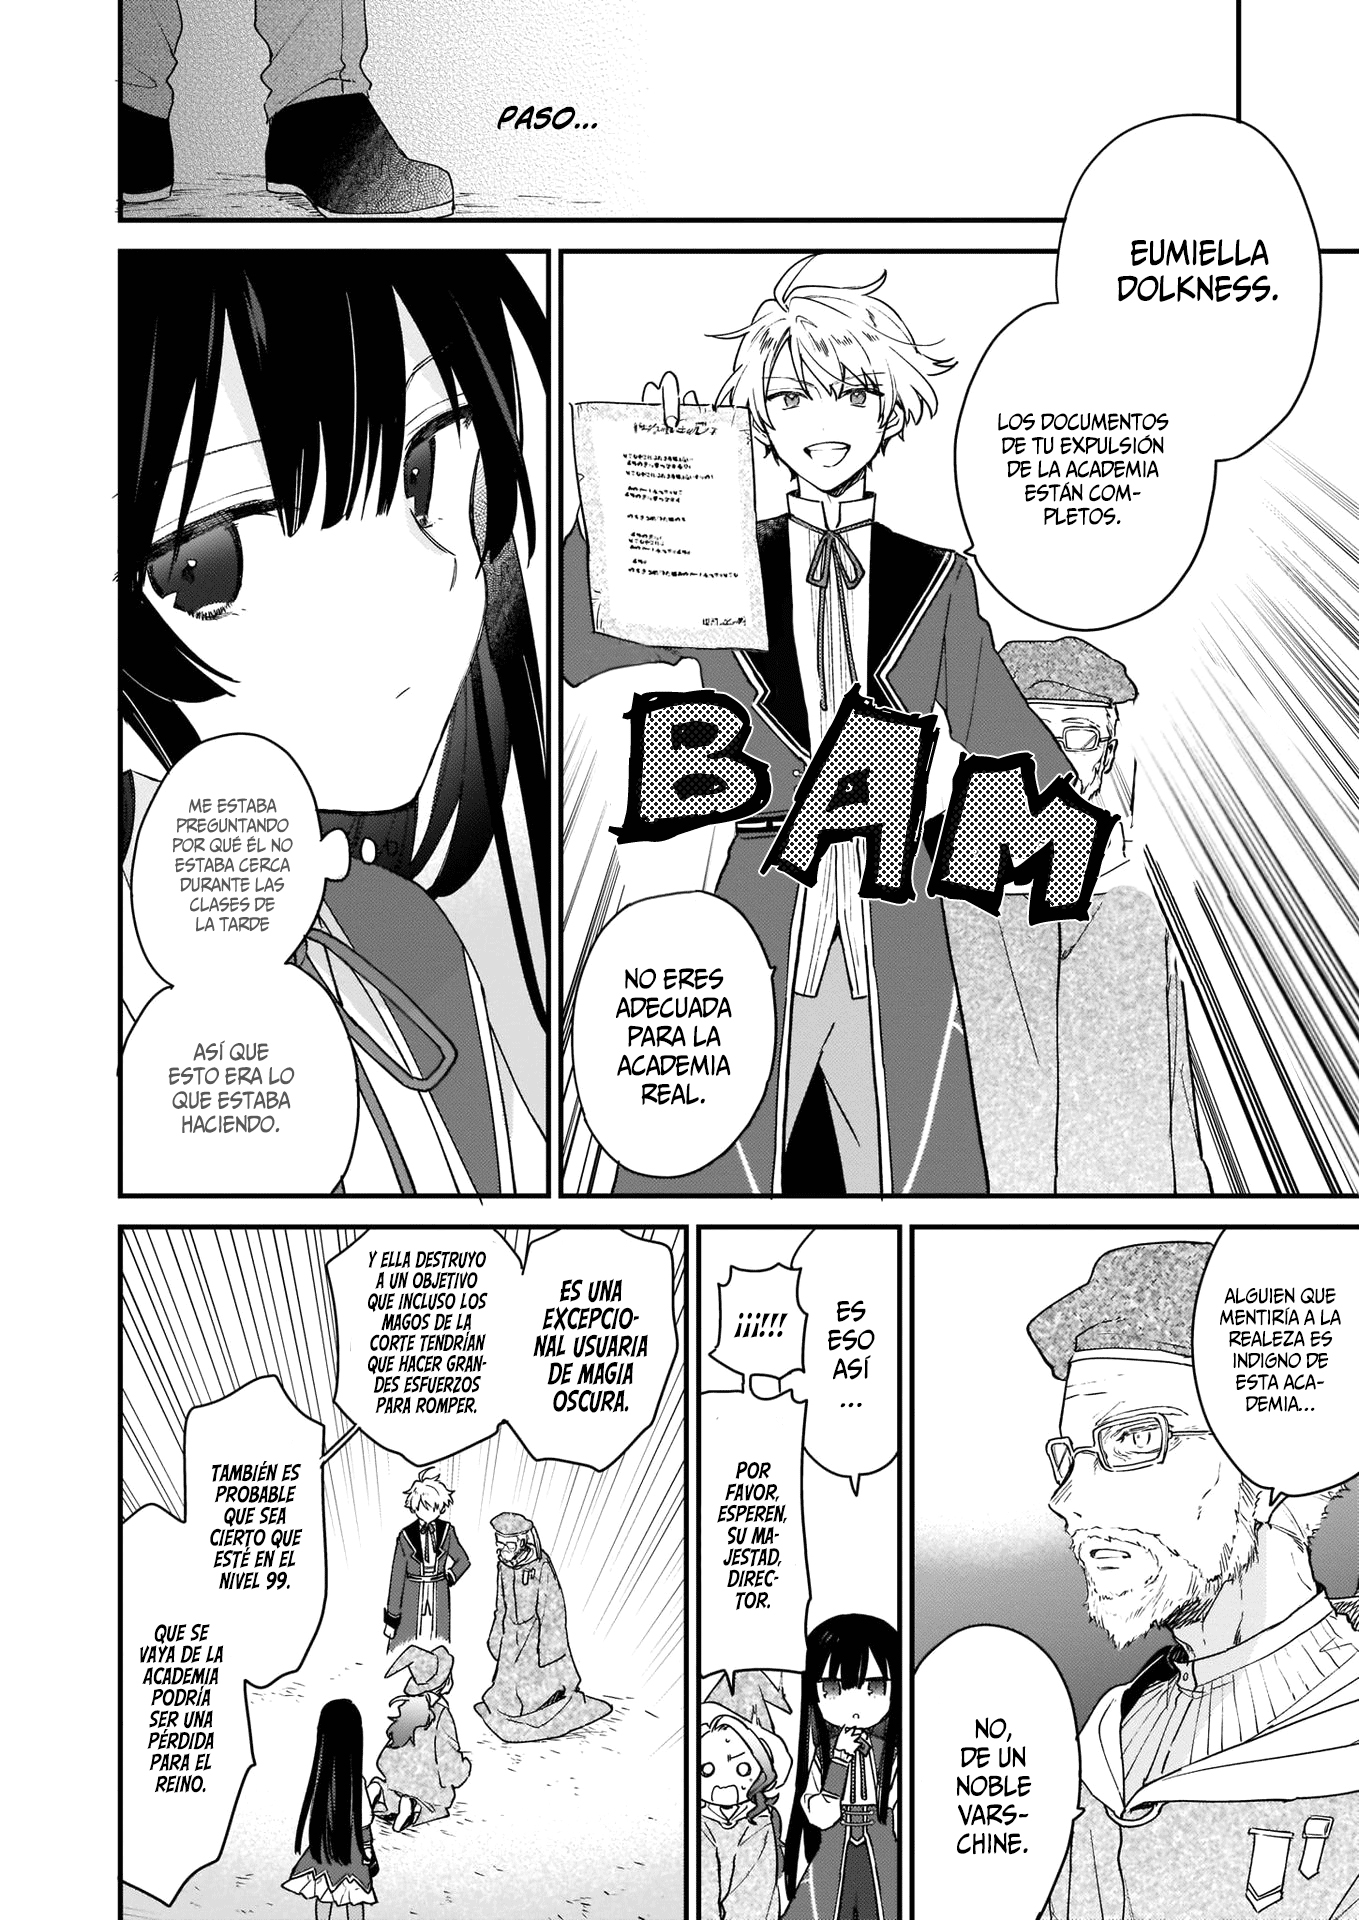 PASO...
EUMIELLA
DOLKNESS.
LOS DOCUMENTOS
DE TU EXPULSIÓN
DE LA ACADEMIA
ESTÁN COM-
PLETOS.
BAM
NO ERES
ADECUADA
PARA LA
ACADEMIA
REAL.
ME ESTABA
PREGUNTANDO
POR QUÉ ÉL NO
ESTABA CERCA
DURANTE LAS
CLASES DE
LA TARDE
ASÍ QUE
ESTO ERA LO
QUE ESTABA
HACIENDO.
ALGUIEN QUE
MENTIRÍA A LA
REALEZA ES
INDIGNO DE
ESTA ACA-
DEMIA...
NO,
DE UN
NOBLE
VARS-
CHINE.
ES
ESO
ASÍ
...
¡¡¡!!!
POR
FAVOR,
ESPEREN,
SU MA-
JESTAD,
DIREC-
TOR.
ES UNA
EXCEPCIO-
NAL USUARIA
DE MAGIA
OSCURA.
Y ELLA DESTRUYO
A UN OBJETIVO
QUE INCLUSO LOS
MAGOS DE LA
CORTE TENDRÍAN
QUE HACER GRAN-
DES ESFUERZOS
PARA ROMPER.
TAMBIÉN ES
PROBABLE
QUE SEA
CIERTO QUE
ESTÉ EN EL
NIVEL 99.
QUE SE
VAYA DE LA
ACADEMIA
PODRÍA
SER UNA
PÉRDIDA
PARA EL
REINO.